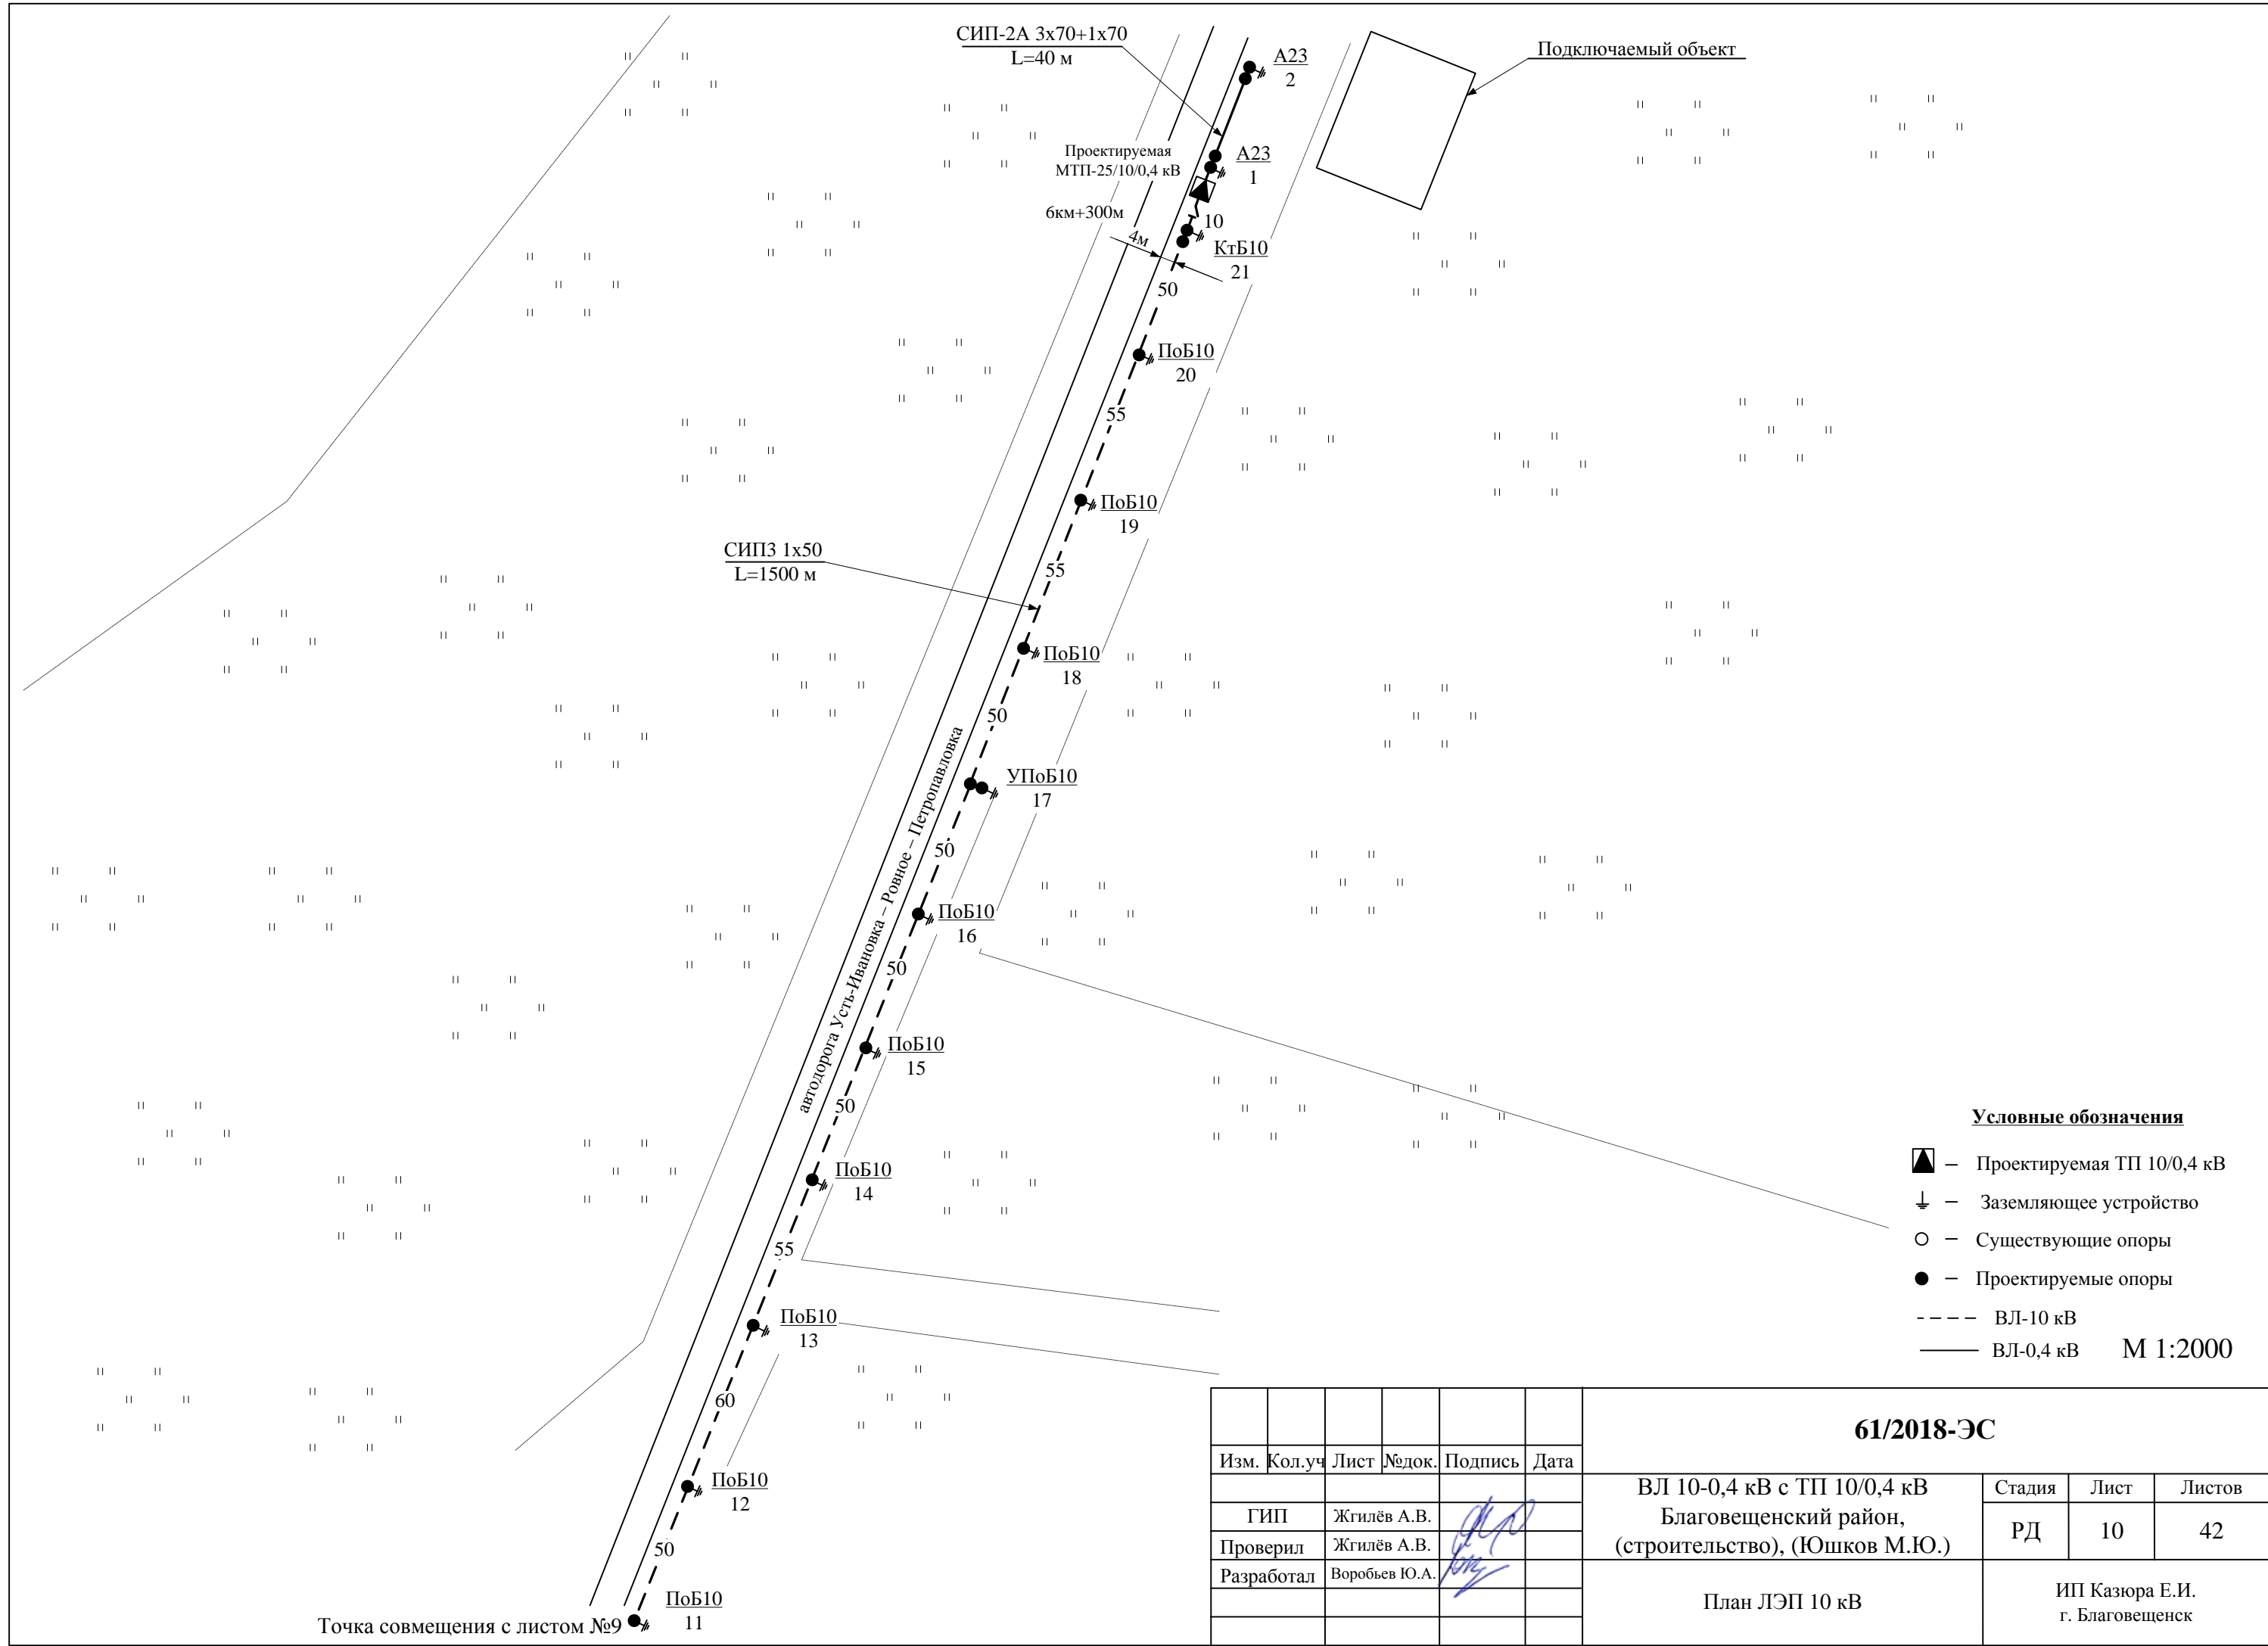 СИП-2А 3х70+1х70
L=40 м
А23
2
Подключаемый объект
Проектируемая
МТП-25/10/0,4 кВ
А23
1
6км+300м
4м
10
КтБ10
21
50
ПоБ10
20
55
ПоБ10
19
СИП3 1х50
L=1500 м
55
ПоБ10
18
50
УПоБ10
17
автодорога Усть-Ивановка – Ровное – Петропавловка
50
ПоБ10
16
50
ПоБ10
15
50
ПоБ10
14
55
ПоБ10
13
60
ПоБ10
12
50
ПоБ10
11
Точка совмещения с листом №9
Условные обозначения
– Проектируемая ТП 10/0,4 кВ
– Заземляющее устройство
– Существующие опоры
– Проектируемые опоры
ВЛ-10 кВ
ВЛ-0,4 кВ
М 1:2000
61/2018-ЭС
Изм. Кол.уч Лист №док. Подпись Дата
ВЛ 10-0,4 кВ с ТП 10/0,4 кВ
Благовещенский район,
(строительство), (Юшков М.Ю.)
Стадия Лист Листов
РД 10 42
ГИП Жгилёв А.В.
Проверил Жгилёв А.В.
Разработал Воробьев Ю.А.
План ЛЭП 10 кВ
ИП Казюра Е.И.
г. Благовещенск